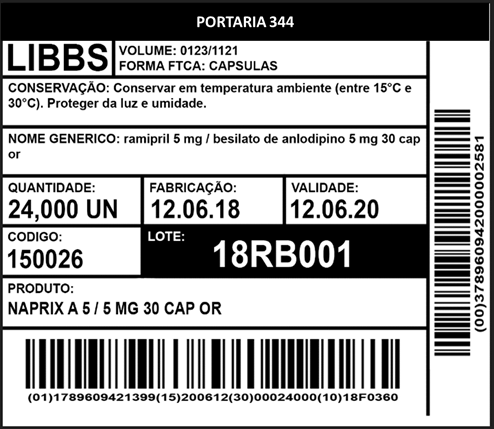 PORTARIA 344
LIBBS
VOLUME: 0123/1121
FORMA FTCA: CAPSULAS
CONSERVAÇÃO: Conservar em temperatura ambiente (entre 15°C e
30°C). Proteger da luz e umidade.
NOME GENERICO: ramipril 5 mg / besilato de anlodipino 5 mg 30 cap
or
QUANTIDADE:
24,000 UN
FABRICAÇÃO:
12.06.18
VALIDADE:
12.06.20
CODIGO:
150026
LOTE:
18RB001
PRODUTO:
NAPRIX A 5 / 5 MG 30 CAP OR
(01)1789609421399(15)200612(30)00024000(10)18F0360
(00)378960942000002581